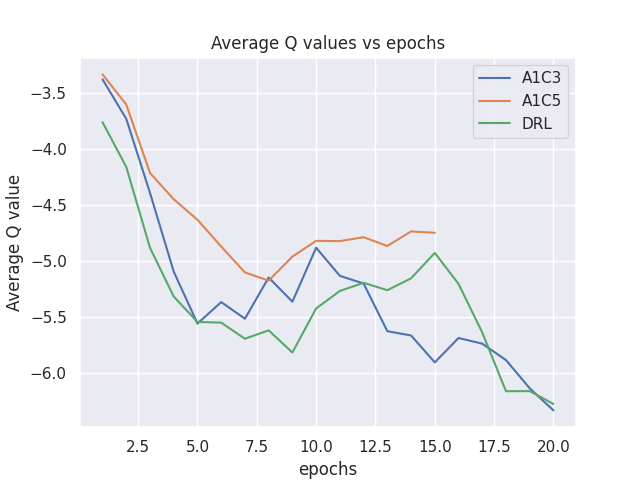 Average Q values vs epochs
A1C3
A1C5
DRL
Average Q value
−3.5
−4.0
−4.5
−5.0
−5.5
−6.0
2.5 5.0 7.5 10.0 12.5 15.0 17.5 20.0
epochs